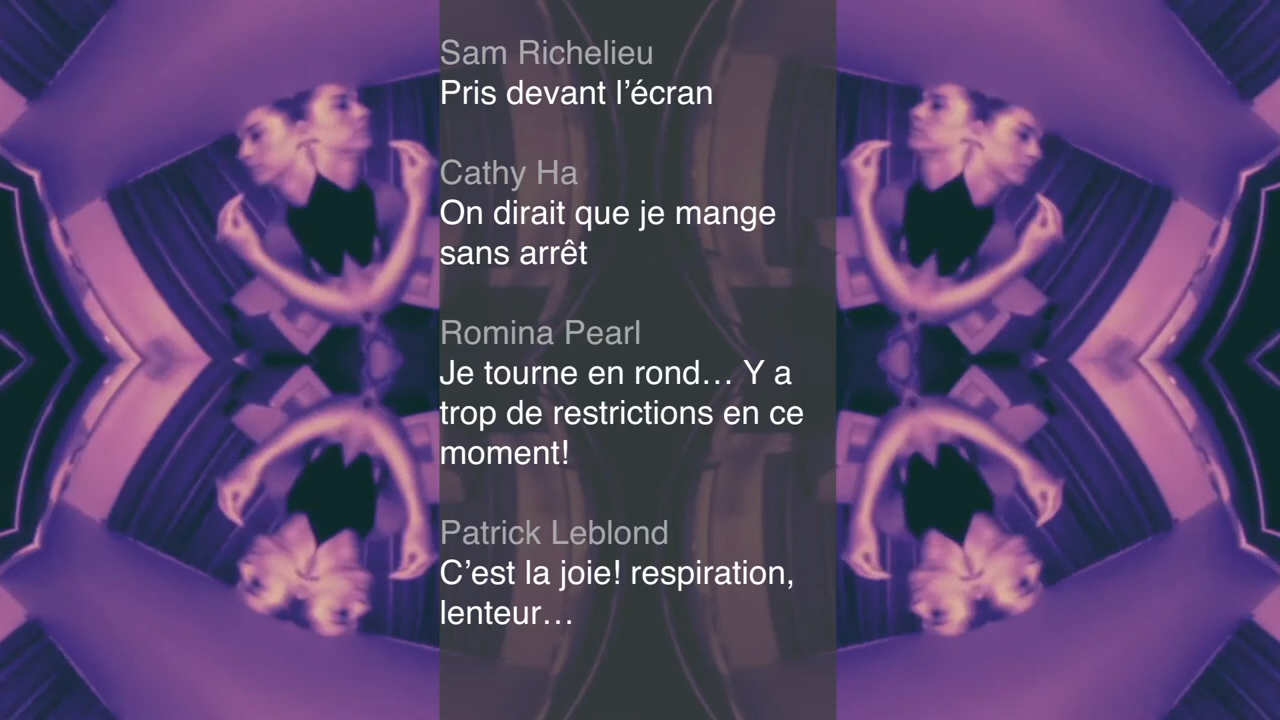 Sam Richelieu
Pris devant l’écran
Cathy Ha
On dirait que je mange
sans arrêt
Romina Pearl
Je tourne en rond… Y a
trop de restrictions en ce
moment!
Patrick Leblond
C’est la joie! respiration,
lenteur…